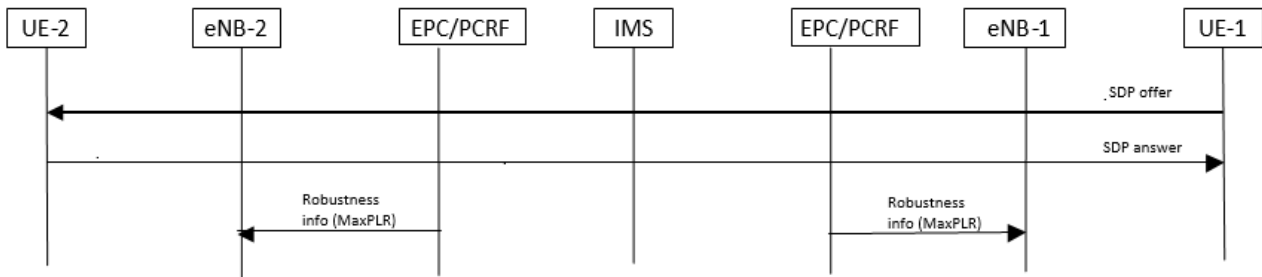 UE-2
eNB-2
EPC/PCRF
IMS
EPC/PCRF
eNB-1
UE-1
SDP offer
SDP answer
Robustness
info (MaxPLR)
Robustness
info (MaxPLR)